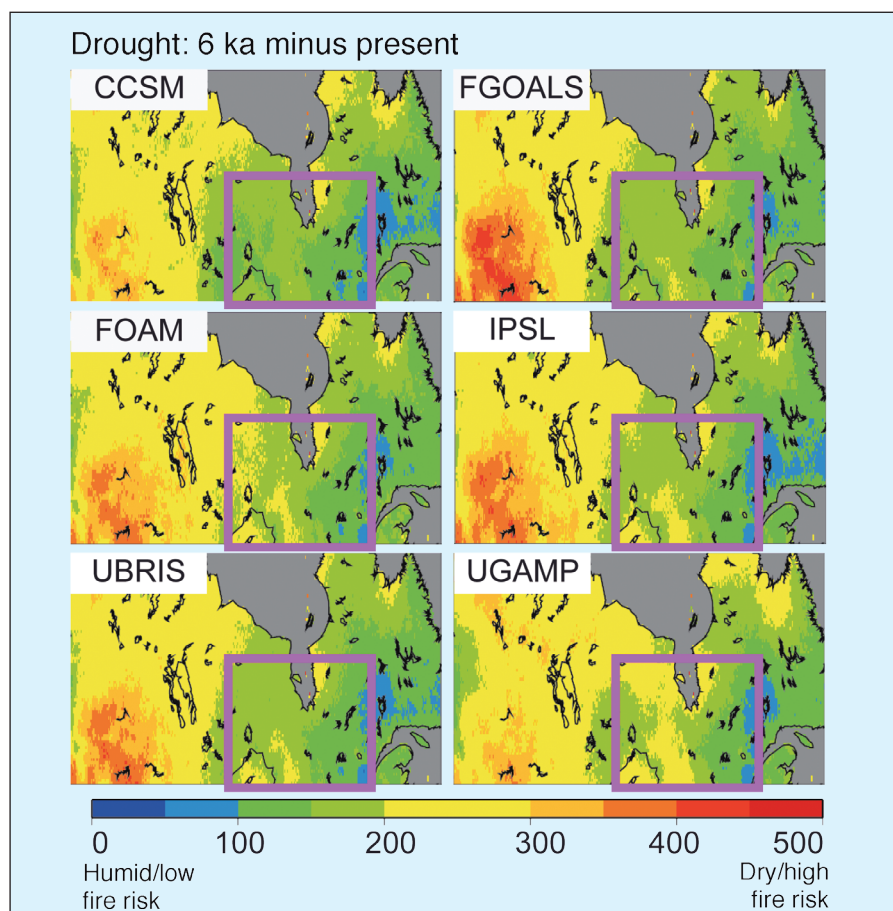 Drought: 6 ka minus present
CCSM
FGOALS
FOAM
IPSL
UBRIS
UGAMP
0 100 200 300 400 500
Humid/low Dry/high
fire risk fire risk